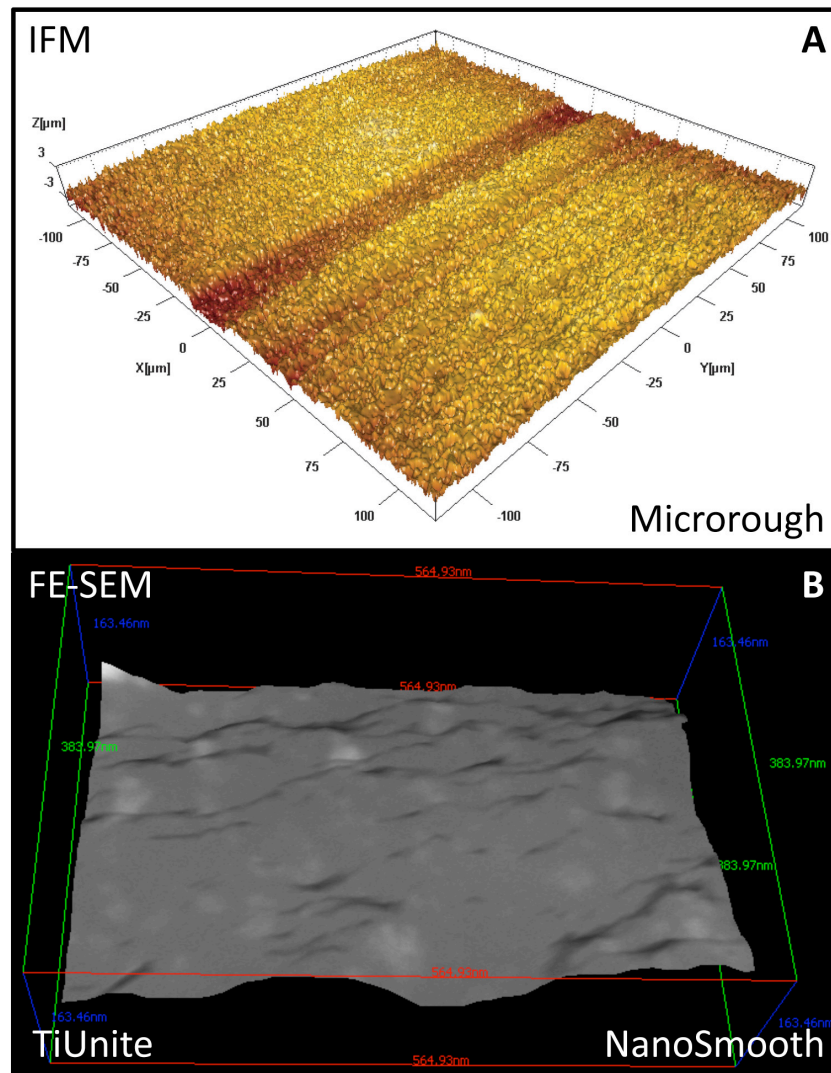 IFM
A
Z[µm]
3
-3
-100
-75
-50
-25
0
25
50
75
100
X[µm]
100
75
50
25
0
-25
-50
-75
-100
Y[µm]
Microrough
FE-SEM
B
564.93nm
163.46nm
163.46nm
564.93nm
383.97nm
383.97nm
383.97nm
564.93nm
163.46nm
163.46nm
564.93nm
TiUnite
NanoSmooth